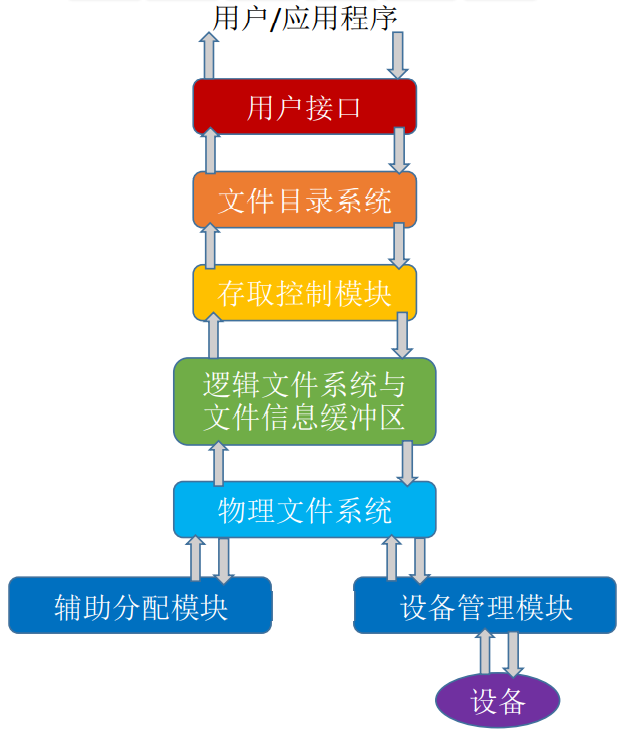 用户/应用程序
用户接口
文件目录系统
存取控制模块
逻辑文件系统与
文件信息缓冲区
物理文件系统
辅助分配模块
设备管理模块
设备